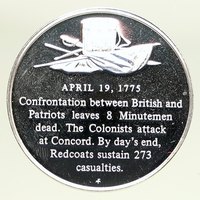 APRIL 19, 1775
Confrontation between British and
Patriots leaves 8 Minutemen
dead. The Colonists attack
at Concord. By day's end,
Redcoats sustain 273
casualties.